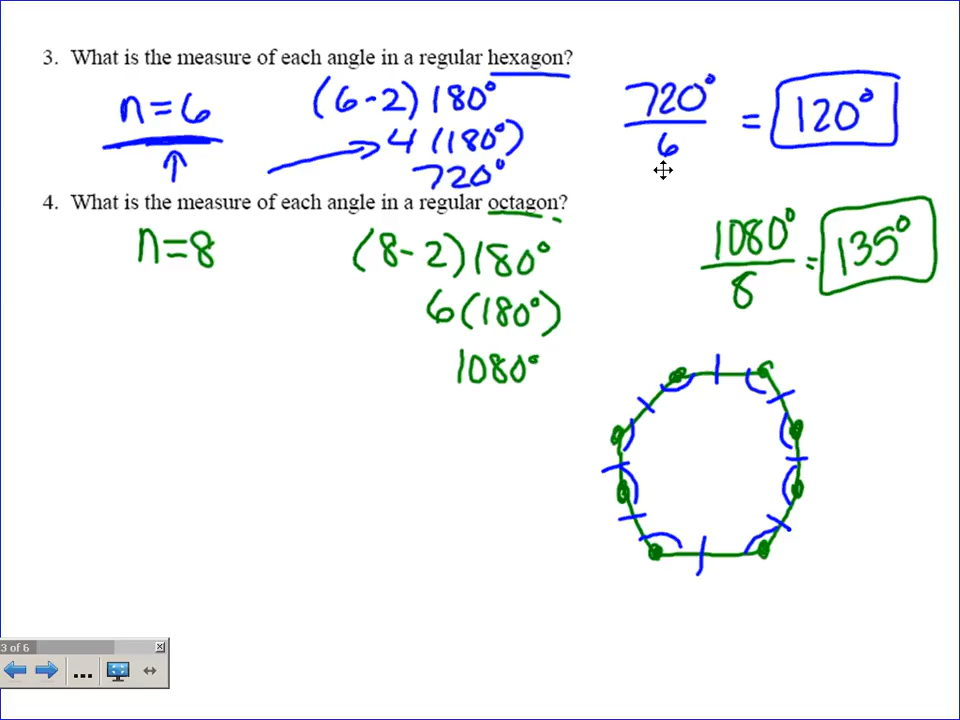 3. What is the measure of each angle in a regular hexagon?
n=6
(6-2)180°
4(180°)
720°
720°
6
= 120°
4. What is the measure of each angle in a regular octagon?
n=8
(8-2)180°
6(180°)
1080°
1080°
8
= 135°
3 of 6